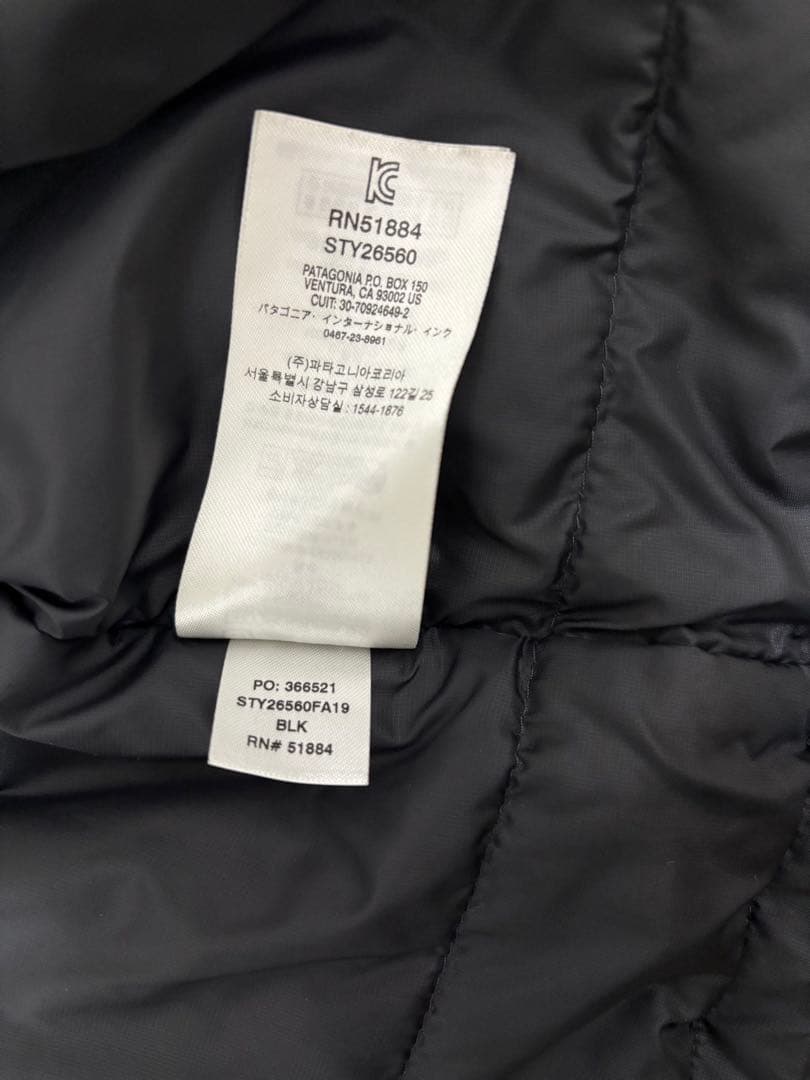 RN51884
STY26560
PATAGONIA P.O. BOX 150
VENTURA, CA 93002 US
CUIT: 30-70924649-2
パタゴニア・インターナショナル・インク
0467-23-8961
(주)파타고니아코리아
서울특별시 강남구 삼성로 122길 25
소비자상담실 : 1544-1876
PO: 366521
STY26560FA19
BLK
RN# 51884